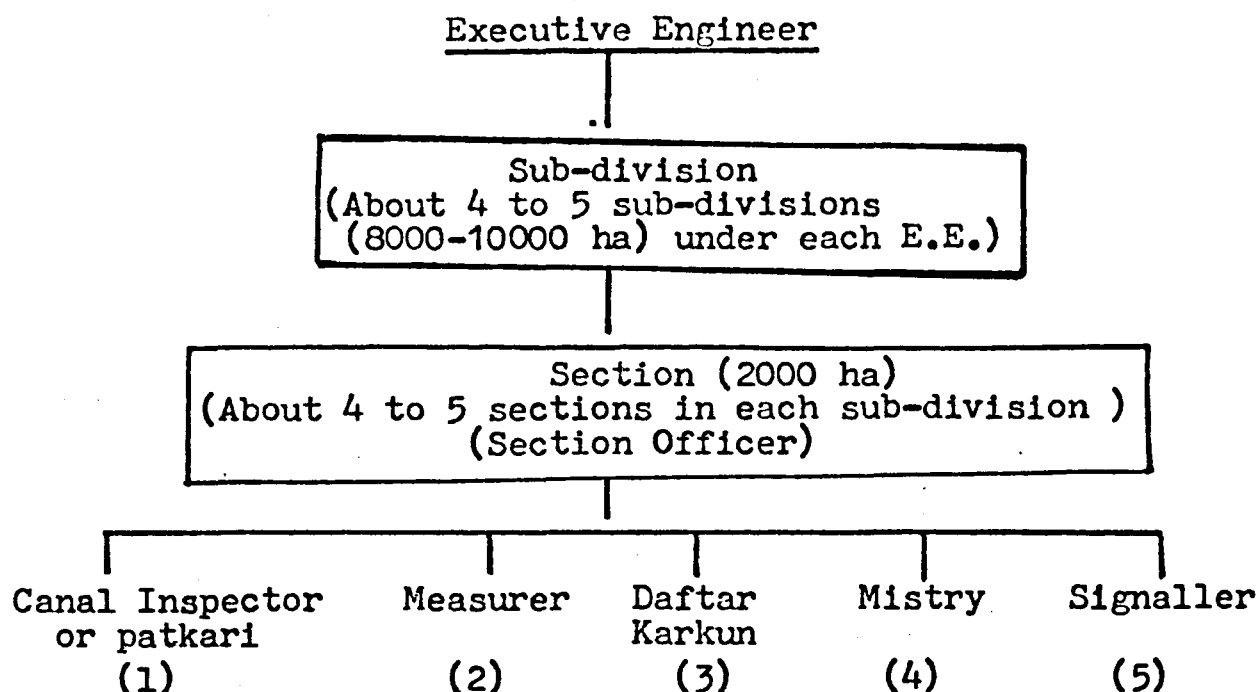 Executive Engineer
Sub-division
(About 4 to 5 sub-divisions
(8000-10000 ha) under each E.E.)
Section (2000 ha)
(About 4 to 5 sections in each sub-division )
(Section Officer)
Canal Inspector Measurer Daftar Mistry Signaller
or patkari Karkun
(1) (2) (3) (4) (5)